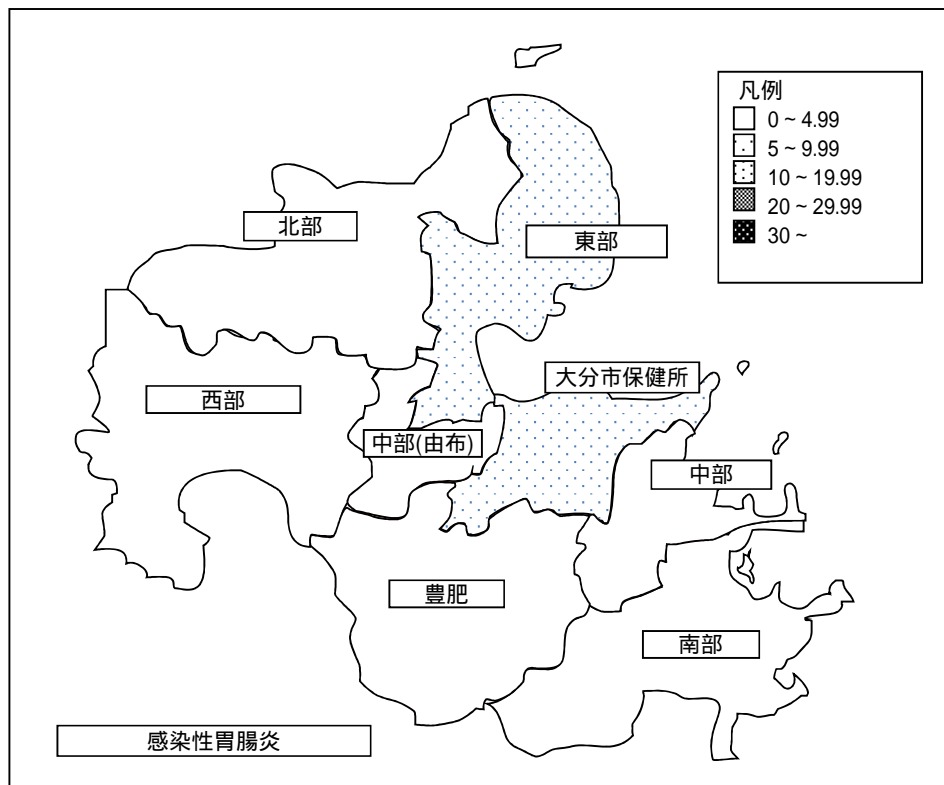 凡例
0 ~ 4.99
5 ~ 9.99
10 ~ 19.99
20 ~ 29.99
30 ~
北部
東部
大分市保健所
西部
中部(由布)
中部
豊肥
南部
感染性胃腸炎